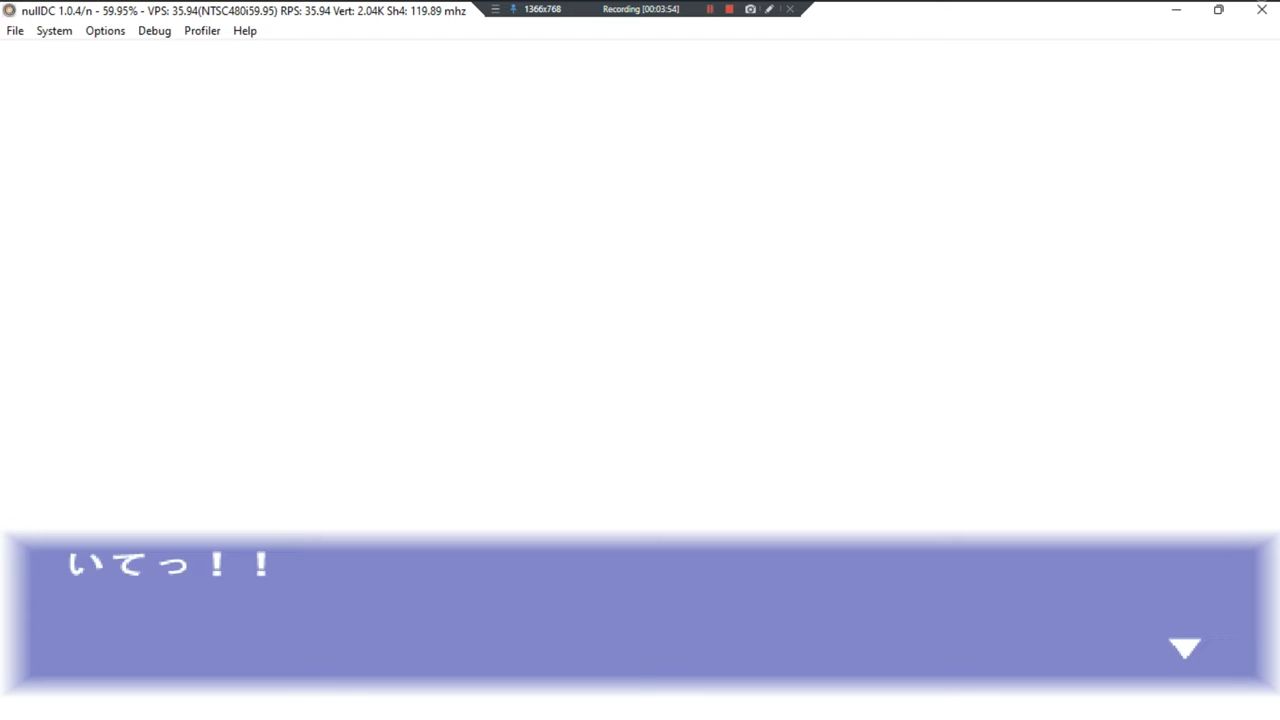 nullDC 1.0.4/n - 59.95% - VPS: 35.94(NTSC480i59.95) RPS: 35.94 Vert: 2.04K Sh4: 119.89 mhz
1366x768
Recording [00:03:54]
File System Options Debug Profiler Help
いてっ！！